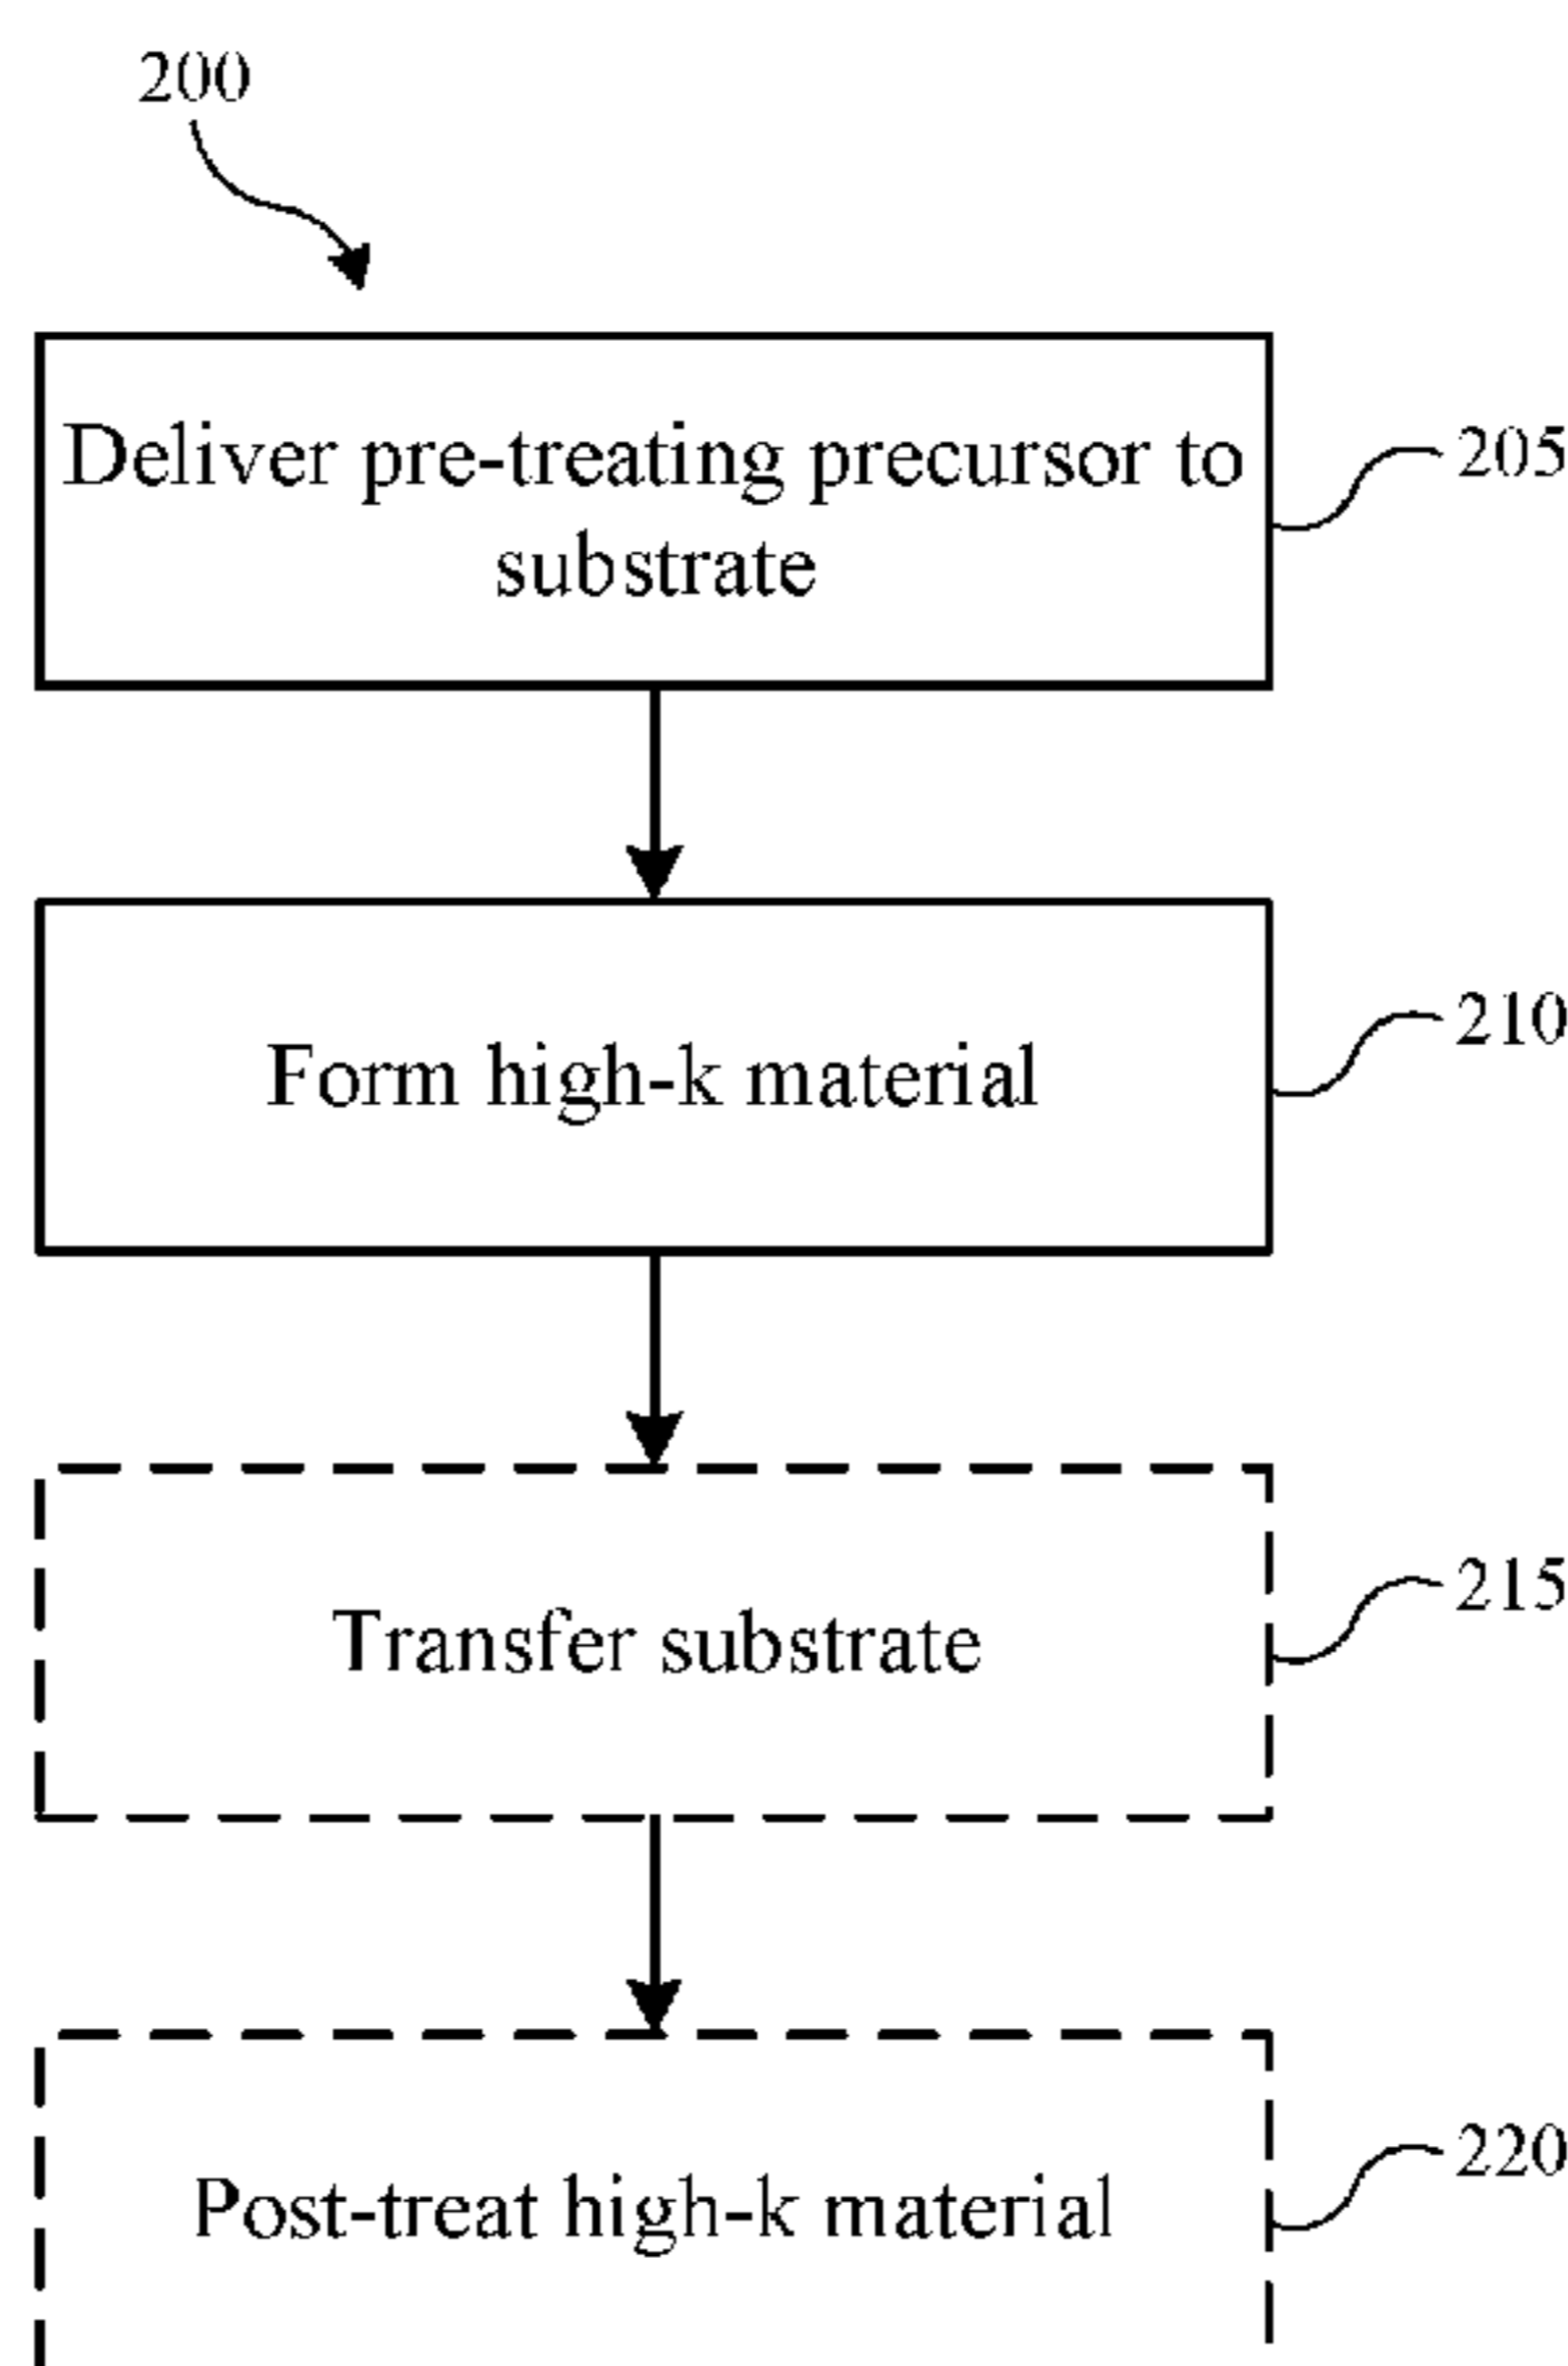 200
Deliver pre-treating precursor to
substrate
205
Form high-k material
210
Transfer substrate
215
Post-treat high-k material
220